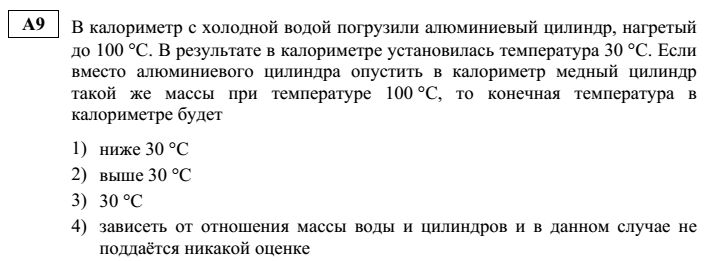 А9
В калориметр с холодной водой погрузили алюминиевый цилиндр, нагретый
до 100 °С. В результате в калориметре установилась температура 30 °С. Если
вместо алюминиевого цилиндра опустить в калориметр медный цилиндр
такой же массы при температуре 100 °С, то конечная температура в
калориметре будет
1) ниже 30 °С
2) выше 30 °С
3) 30 °С
4) зависеть от отношения массы воды и цилиндров и в данном случае не
поддаётся никакой оценке